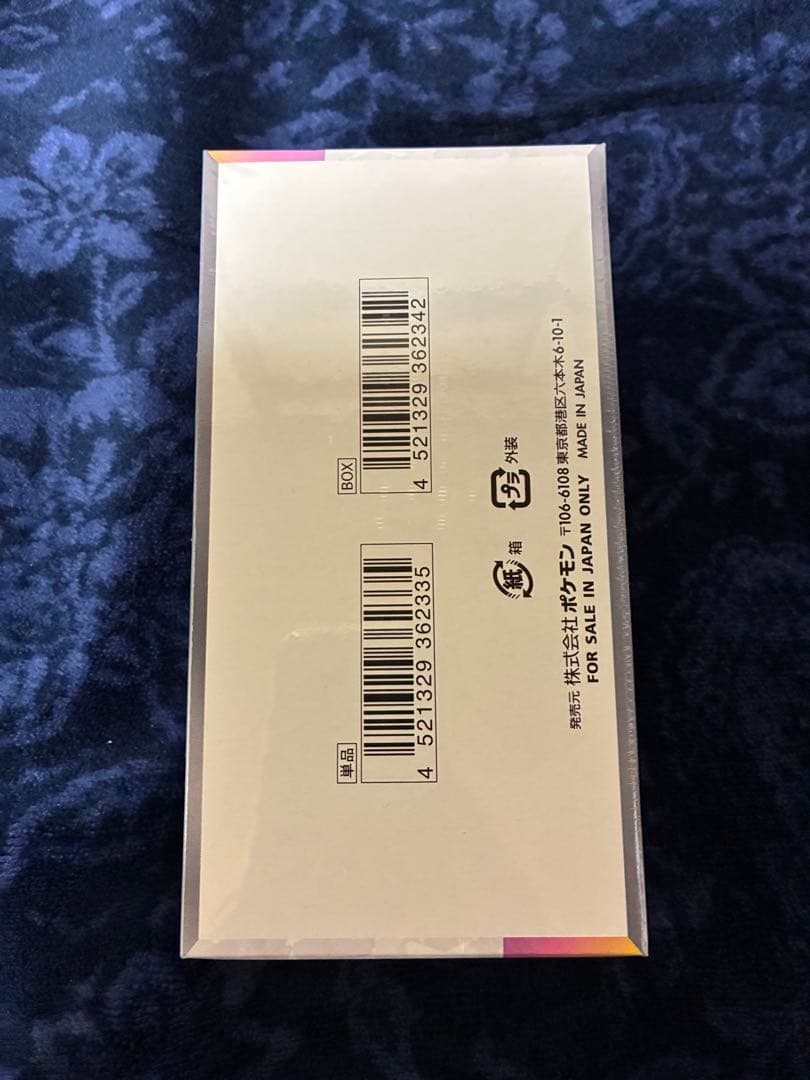 単品
4 521329 362335
BOX
4 521329 362342
紙 箱
プラ 外装
発売元 株式会社ポケモン 〒106-6108 東京都港区六本木6-10-1
FOR SALE IN JAPAN ONLY MADE IN JAPAN